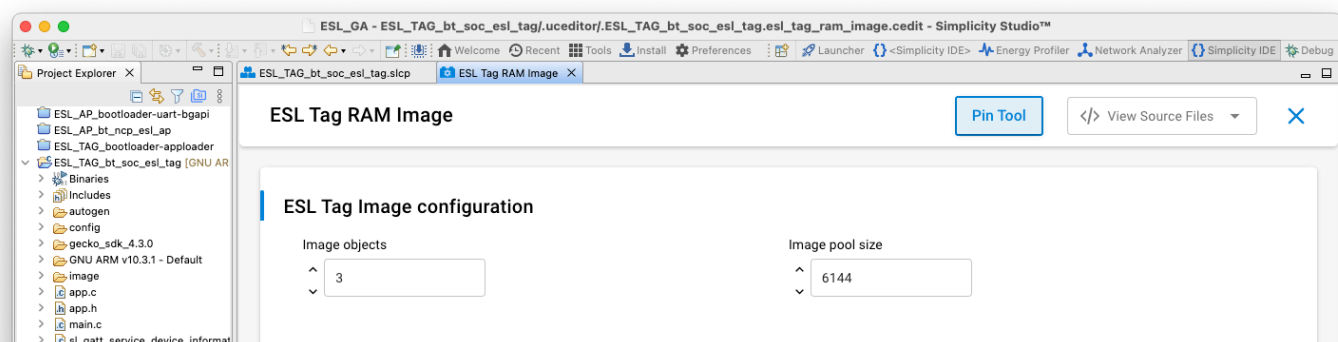 ESL_GA - ESL_TAG_bt_soc_esl_tag/.uceditor/.ESL_TAG_bt_soc_esl_tag.esl_tag_ram_image.cedit - Simplicity Studio™
Welcome Recent Tools Install Preferences Launcher <Simplicity IDE> Energy Profiler Network Analyzer Simplicity IDE Debug
Project Explorer ESL_TAG_bt_soc_esl_tag.slcp ESL Tag RAM Image
ESL Tag RAM Image Pin Tool View Source Files
ESL_AP_bootloader-uart-bgapi
ESL_AP_bt_ncp_esl_ap
ESL_TAG_bootloader-apploader
ESL_TAG_bt_soc_esl_tag [GNU AR
Binaries
Includes
autogen
config
gecko_sdk_4.3.0
GNU ARM v10.3.1 - Default
image
app.c
app.h
main.c
sl_gatt_service_device_informat
ESL Tag Image configuration
Image objects Image pool size
3 6144